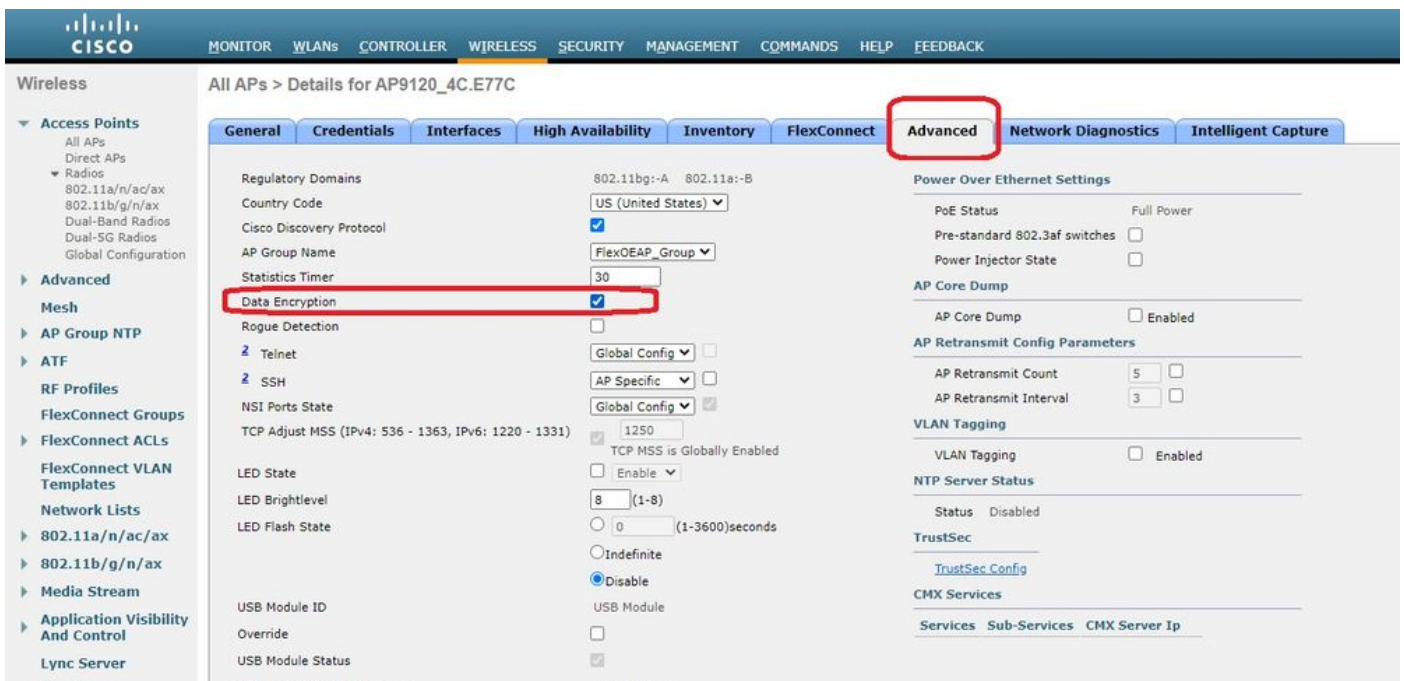 CISCO
MONITOR WLANs CONTROLLER WIRELESS SECURITY MANAGEMENT COMMANDS HELP FEEDBACK
Wireless
Access Points
All APs
Direct APs
Radios
802.11a/n/ac/ax
802.11b/g/n/ax
Dual-Band Radios
Dual-5G Radios
Global Configuration
Advanced
Mesh
AP Group NTP
ATF
RF Profiles
FlexConnect Groups
FlexConnect ACLs
FlexConnect VLAN
Templates
Network Lists
802.11a/n/ac/ax
802.11b/g/n/ax
Media Stream
Application Visibility
And Control
Lync Server
All APs > Details for AP9120_4C.E77C
General Credentials Interfaces High Availability Inventory FlexConnect Advanced Network Diagnostics Intelligent Capture
Regulatory Domains 802.11bg:-A 802.11a:-B
Country Code US (United States)
Cisco Discovery Protocol
AP Group Name FlexOEAP_Group
Statistics Timer 30
Data Encryption
Rogue Detection
2 Telnet Global Config
2 SSH AP Specific
NSI Ports State Global Config
TCP Adjust MSS (IPv4: 536 - 1363, IPv6: 1220 - 1331) 1250
TCP MSS is Globally Enabled
LED State Enable
LED Brightlevel 8 (1-8)
LED Flash State 0 (1-3600)seconds
Indefinite
Disable
USB Module ID USB Module
Override
USB Module Status
Power Over Ethernet Settings
PoE Status Full Power
Pre-standard 802.3af switches
Power Injector State
AP Core Dump
AP Core Dump Enabled
AP Retransmit Config Parameters
AP Retransmit Count 5
AP Retransmit Interval 3
VLAN Tagging
VLAN Tagging Enabled
NTP Server Status
Status Disabled
TrustSec
TrustSec Config
CMX Services
Services Sub-Services CMX Server Ip